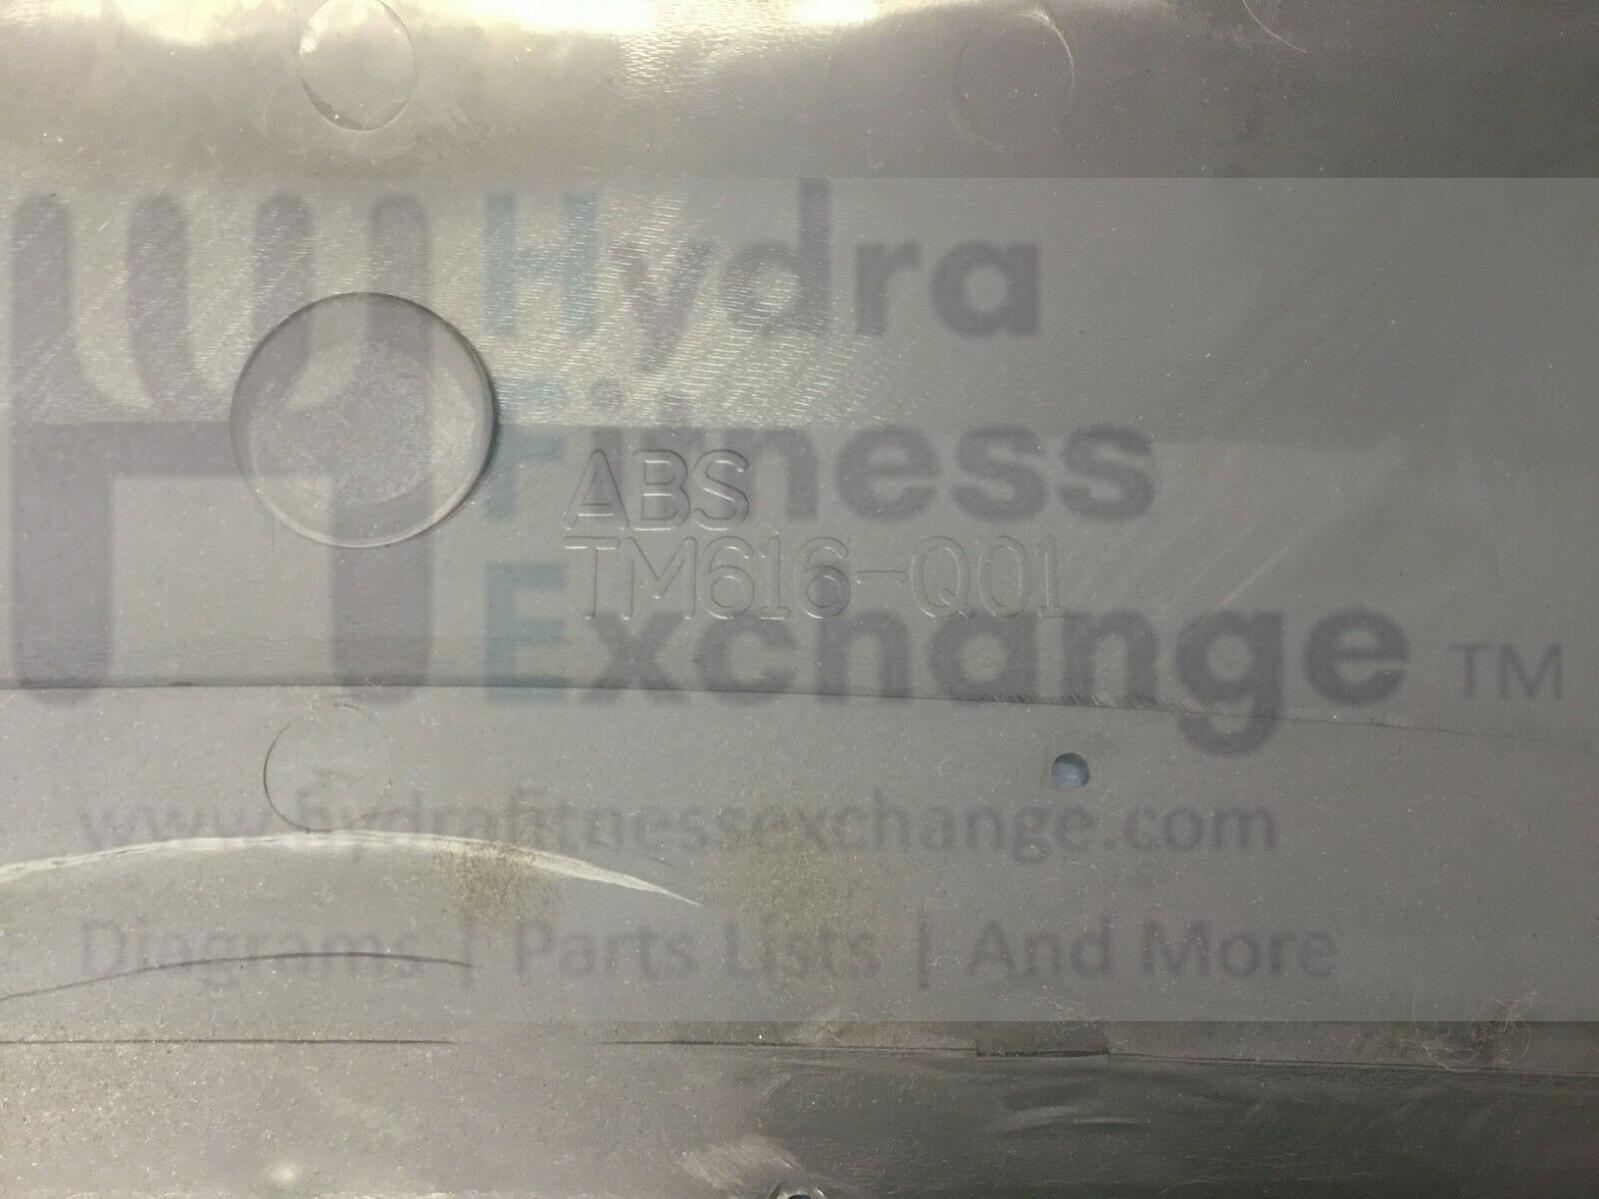 Hydra
Fitness
ABS
TM616-Q01
Exchange TM
www.hydrafitnessexchange.com
Diagrams | Parts Lists | And More